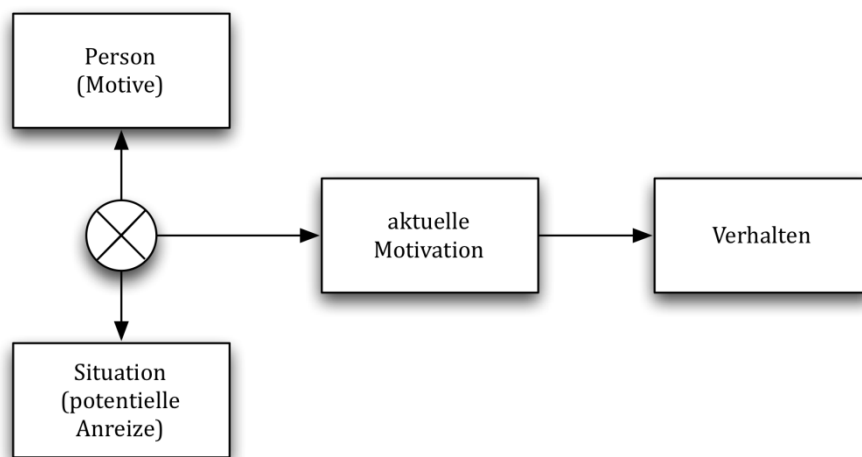 Person
(Motive)
aktuelle
Motivation
Verhalten
Situation
(potentielle
Anreize)